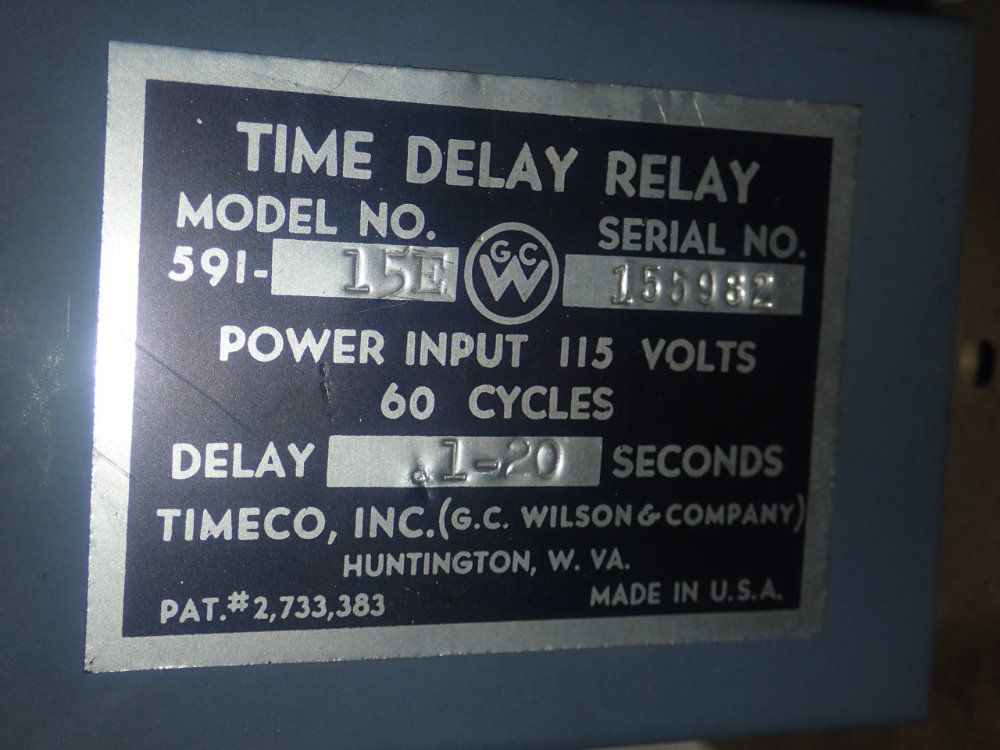 TIME DELAY RELAY
MODEL NO. SERIAL NO.
591- 15E G.C. W 155932
POWER INPUT 115 VOLTS
60 CYCLES
DELAY .1-20 SECONDS
TIMECO, INC. (G.C. WILSON & COMPANY)
HUNTINGTON, W. VA.
PAT.#2,733,383 MADE IN U.S.A.